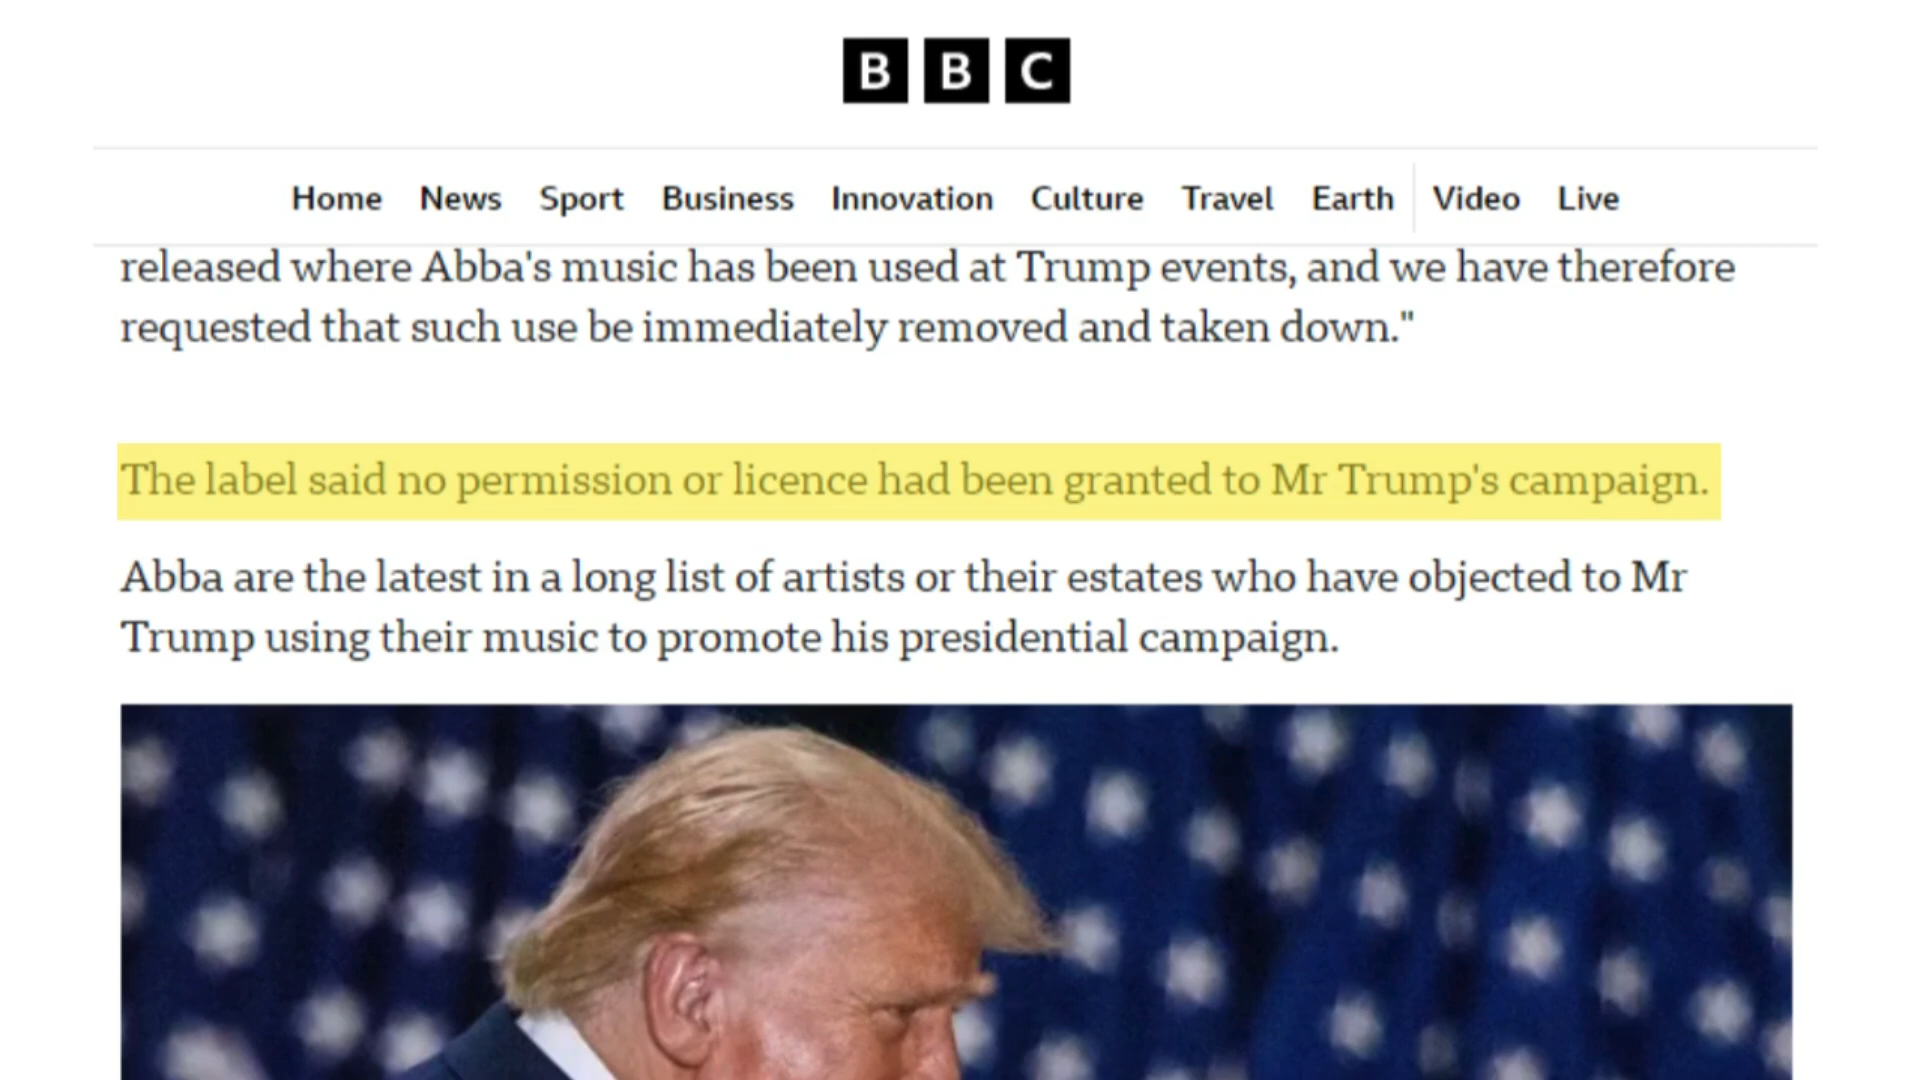 BBC
Home News Sport Business Innovation Culture Travel Earth Video Live
released where Abba's music has been used at Trump events, and we have therefore
requested that such use be immediately removed and taken down."
The label said no permission or licence had been granted to Mr Trump's campaign.
Abba are the latest in a long list of artists or their estates who have objected to Mr
Trump using their music to promote his presidential campaign.